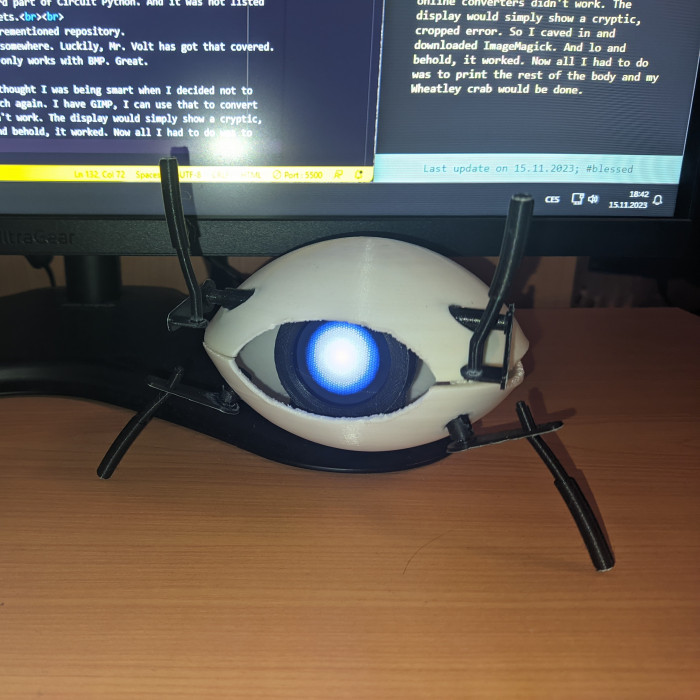 rd part of Circuit Python. And it was not listed
ets.<br><br>
rementioned repository.
somewhere. Luckily, Mr. Volt has got that covered.
only works with BMP. Great.
thought I was being smart when I decided not to
ch again. I have GIMP, I can use that to convert
't work. The display would simply show a cryptic,
nd behold, it worked. Now all I had to do was to
Ln 132, Col 72 Spaces UTF-8 Port: 5500
online converters didn't work. The
display would simply show a cryptic,
cropped error. So I caved in and
downloaded ImageMagick. And lo and
behold, it worked. Now all I had to do
was to print the rest of the body and my
Wheatley crab would be done.
Last update on 15.11.2023; #blessed
CES 18:42
15.11.2023
UltraGear